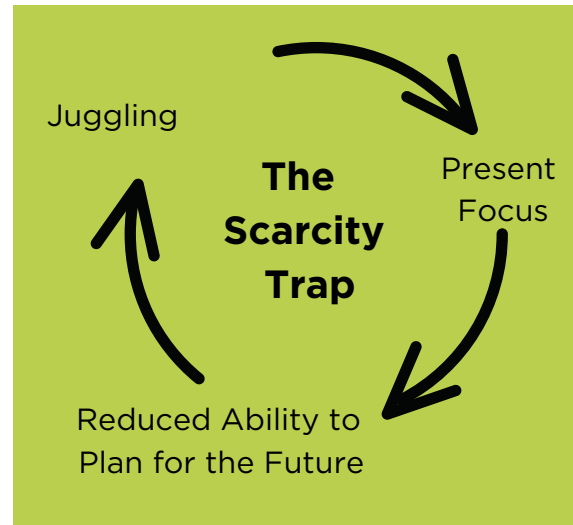 Juggling
The
Scarcity
Trap
Present
Focus
Reduced Ability to
Plan for the Future